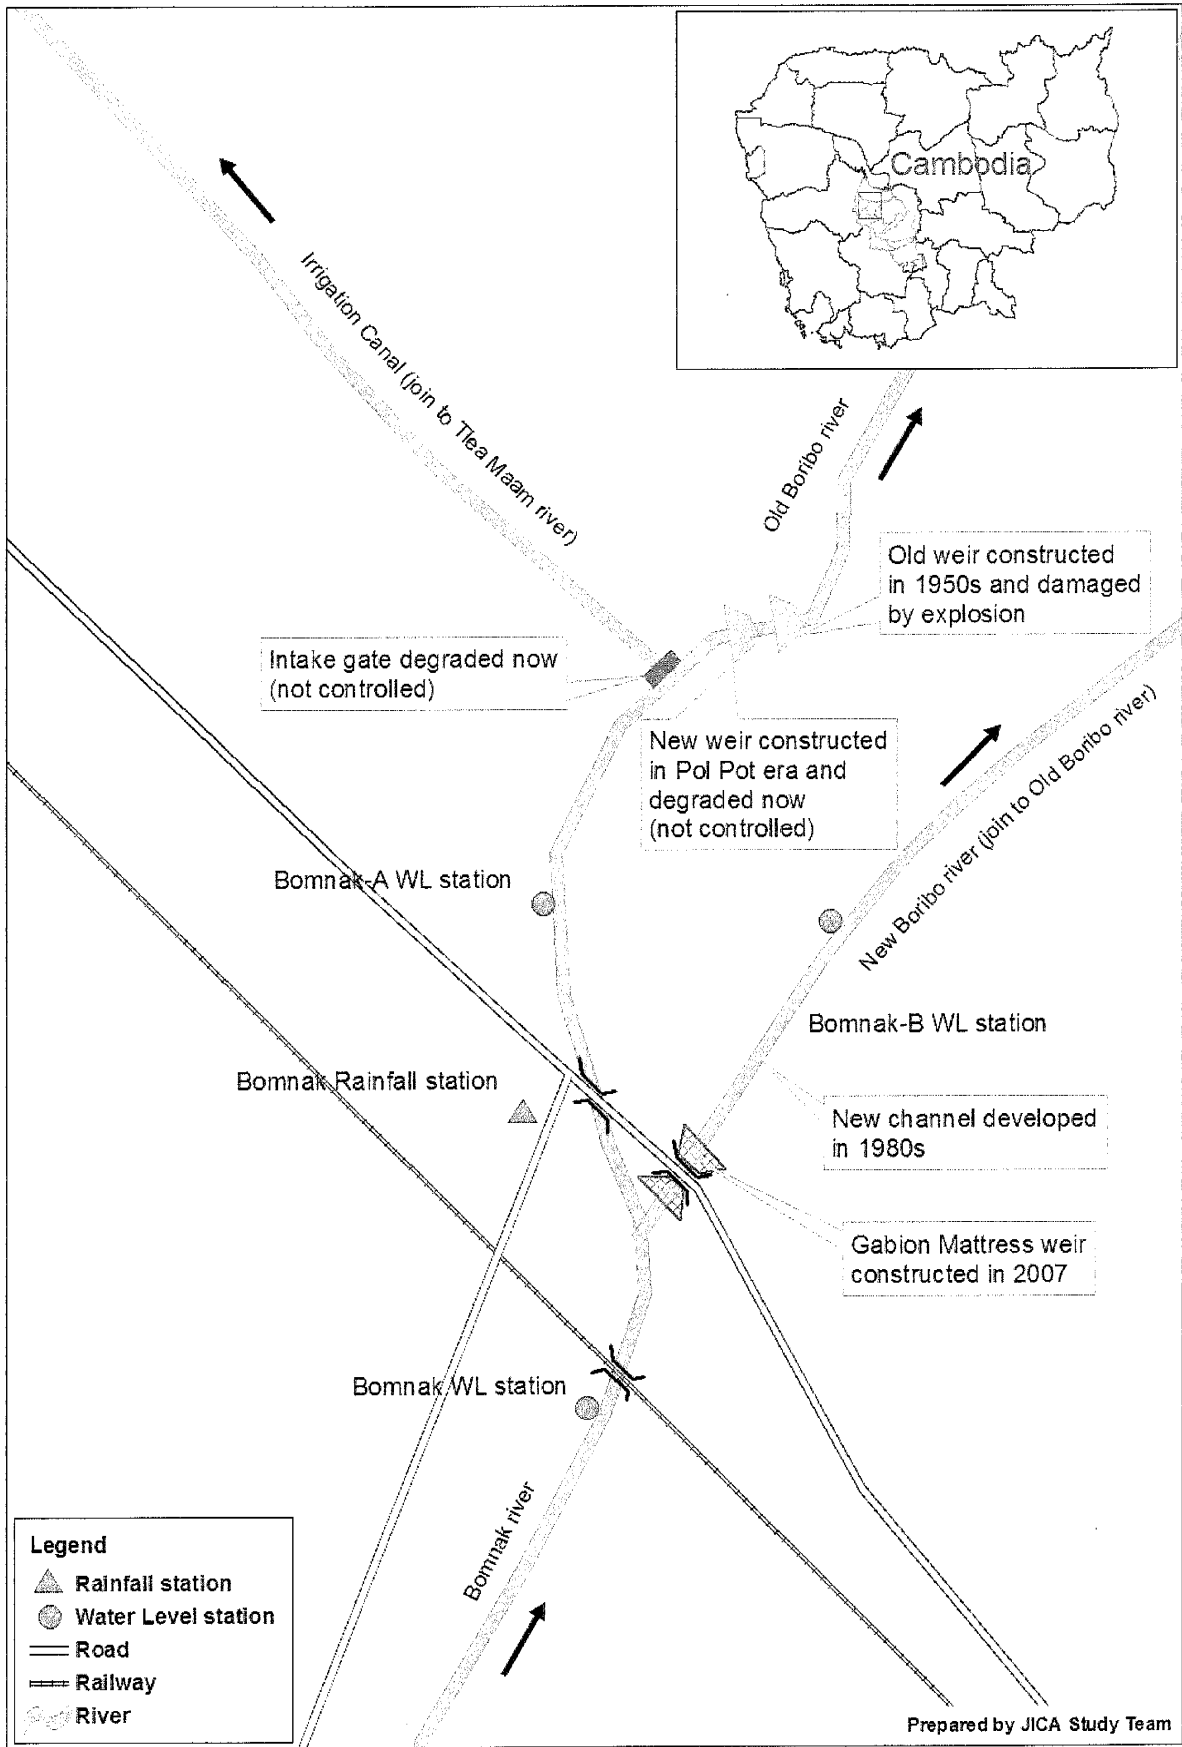 Cambodia
Irrigation Canal (join to Tlea Maam river)
Old Boribo river
Old weir constructed
in 1950s and damaged
by explosion
Intake gate degraded now
(not controlled)
New weir constructed
in Pol Pot era and
degraded now
(not controlled)
New Boribo river (join to Old Boribo river)
Bomnak-A WL station
Bomnak-B WL station
Bomnak Rainfall station
New channel developed
in 1980s
Gabion Mattress weir
constructed in 2007
Bomnak WL station
Bomnak river
Legend
Rainfall station
Water Level station
Road
Railway
River
Prepared by JICA Study Team